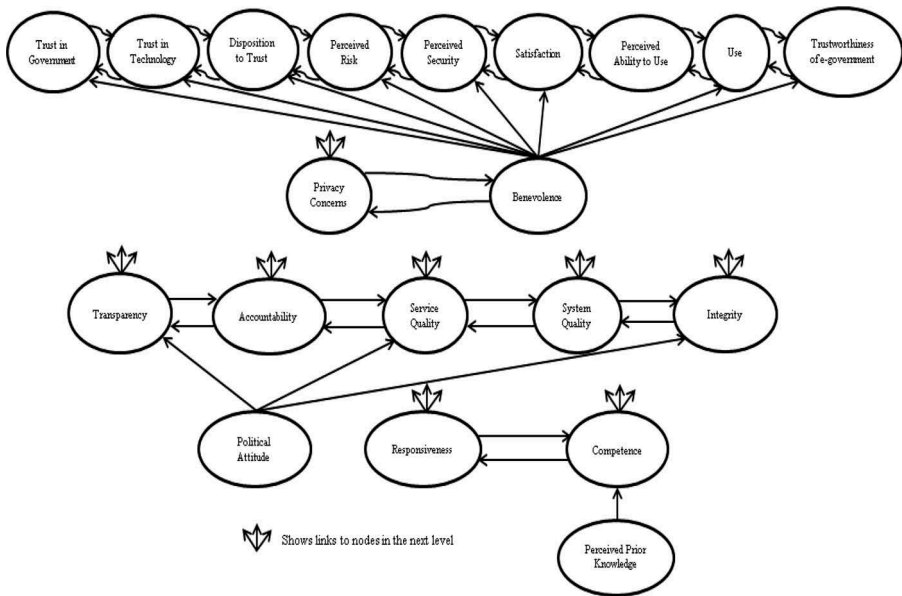 Trust in
Government
Trust in
Technology
Disposition
to Trust
Perceived
Risk
Perceived
Security
Satisfaction
Perceived
Ability to Use
Use
Trustworthiness
of e-government
Privacy
Concerns
Benevolence
Transparency
Accountability
Service
Quality
System
Quality
Integrity
Political
Attitude
Responsiveness
Competence
Shows links to nodes in the next level
Perceived Prior
Knowledge